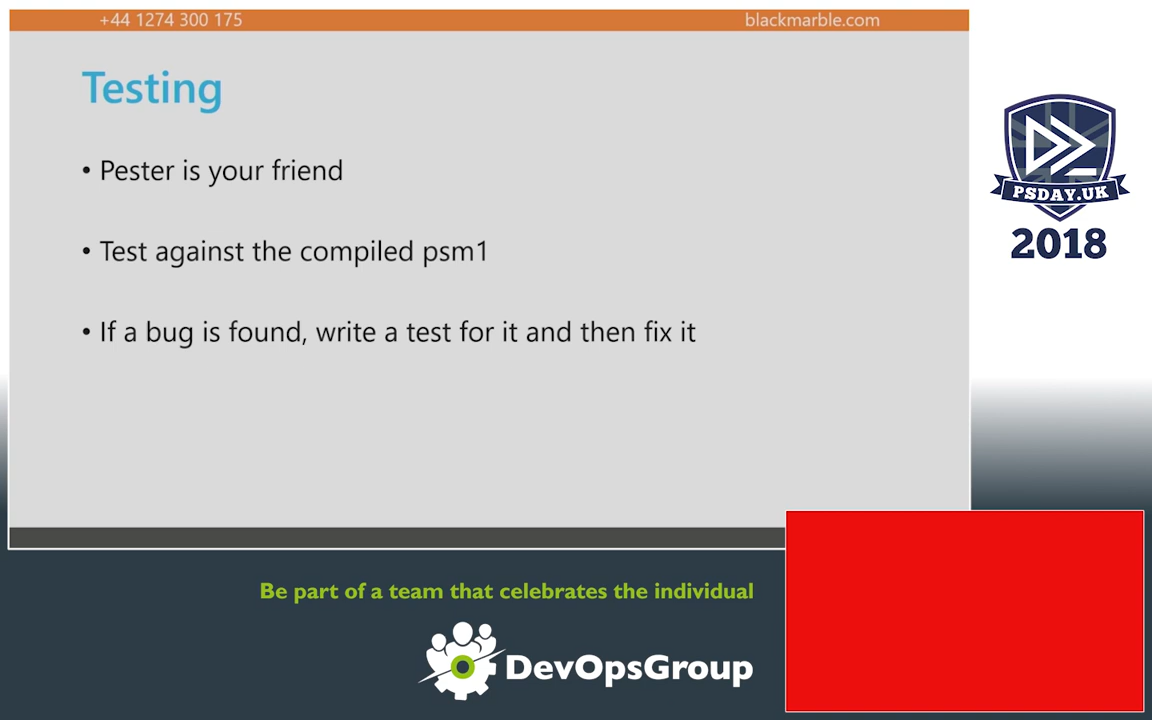 +44 1274 300 175
blackmarble.com
Testing
• Pester is your friend
• Test against the compiled psm1
• If a bug is found, write a test for it and then fix it
PSDAY.UK
2018
Be part of a team that celebrates the individual
DevOpsGroup